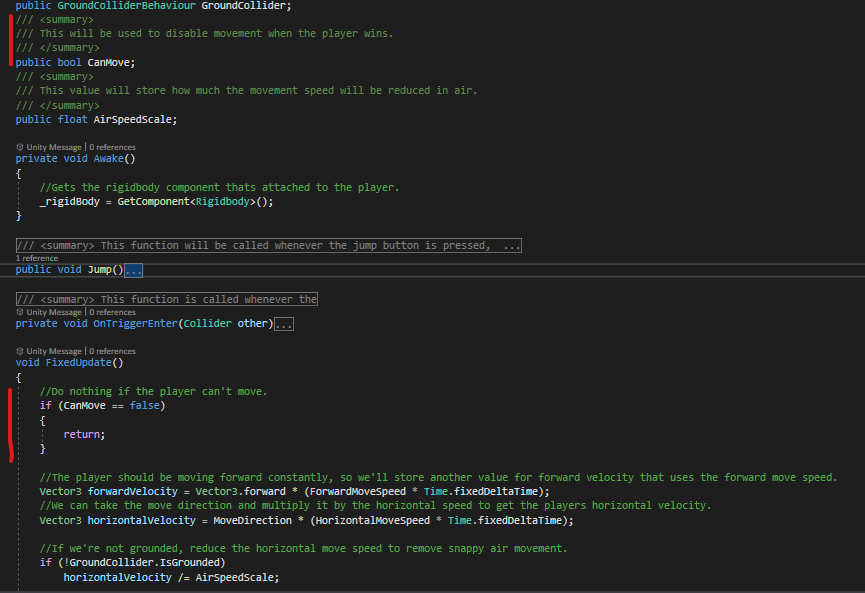 public GroundColliderBehaviour GroundCollider;
/// <summary>
/// This will be used to disable movement when the player wins.
/// </summary>
public bool CanMove;
/// <summary>
/// This value will store how much the movement speed will be reduced in air.
/// </summary>
public float AirSpeedScale;
Unity Message | 0 references
private void Awake()
{
//Gets the rigidbody component thats attached to the player.
_rigidBody = GetComponent<Rigidbody>();
}
/// <summary> This function will be called whenever the jump button is pressed, ...
1 reference
public void Jump()...
/// <summary> This function is called whenever the
Unity Message | 0 references
private void OnTriggerEnter(Collider other)...
Unity Message | 0 references
void FixedUpdate()
{
//Do nothing if the player can't move.
if (CanMove == false)
{
return;
}
//The player should be moving forward constantly, so we'll store another value for forward velocity that uses the forward move speed.
Vector3 forwardVelocity = Vector3.forward * (ForwardMoveSpeed * Time.fixedDeltaTime);
//We can take the move direction and multiply it by the horizontal speed to get the players horizontal velocity.
Vector3 horizontalVelocity = MoveDirection * (HorizontalMoveSpeed * Time.fixedDeltaTime);
//If we're not grounded, reduce the horizontal move speed to remove snappy air movement.
if (!GroundCollider.IsGrounded)
horizontalVelocity /= AirSpeedScale;